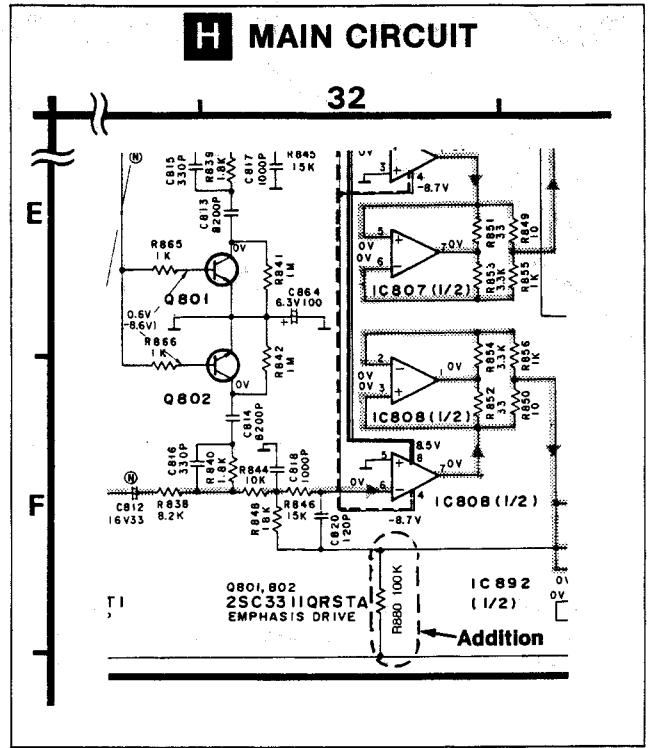 H MAIN CIRCUIT
32
E
F
N
C815
330P
R839
1.8K
C817
1000P
R845
15K
C813
8200P
3
+
4
-8.7V
R865
1K
0V
Q801
R841
1M
C864
6.3V100
+
0.6V
-8.6V)
R866
1K
0V
Q802
R842
1M
C814
8200P
5
+
0V
0V
6
−
7
0V
IC807 (1/2)
R851
33
R853
3.3K
R849
10
R855
1K
2
−
0V
0V
3
+
1
0V
IC808 (1/2)
R854
3.3K
R852
33
R856
1K
R850
10
8.5V
8
5
+
0V
6
−
7
0V
4
-8.7V
IC808 (1/2)
N
C812
16V33
R838
8.2K
C816
330P
R840
1.8K
R844
10K
C818
1000P
R848
18K
R846
15K
C820
120P
Q801, 802
2SC3311QRSTA
EMPHASIS DRIVE
R880 100K
Addition
IC892
(1/2)
0V
0V
T1